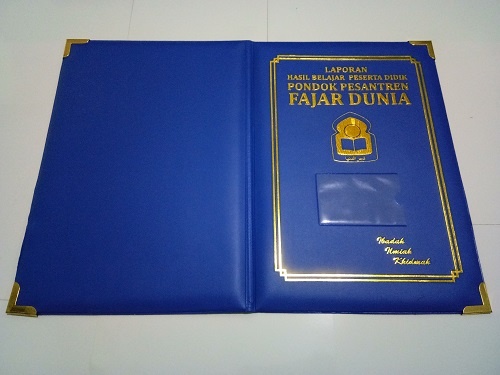 LAPORAN
HASIL BELAJAR PESERTA DIDIK
PONDOK PESANTREN
FAJAR DUNIA
Ibadah
Ilmiah
Khidmah